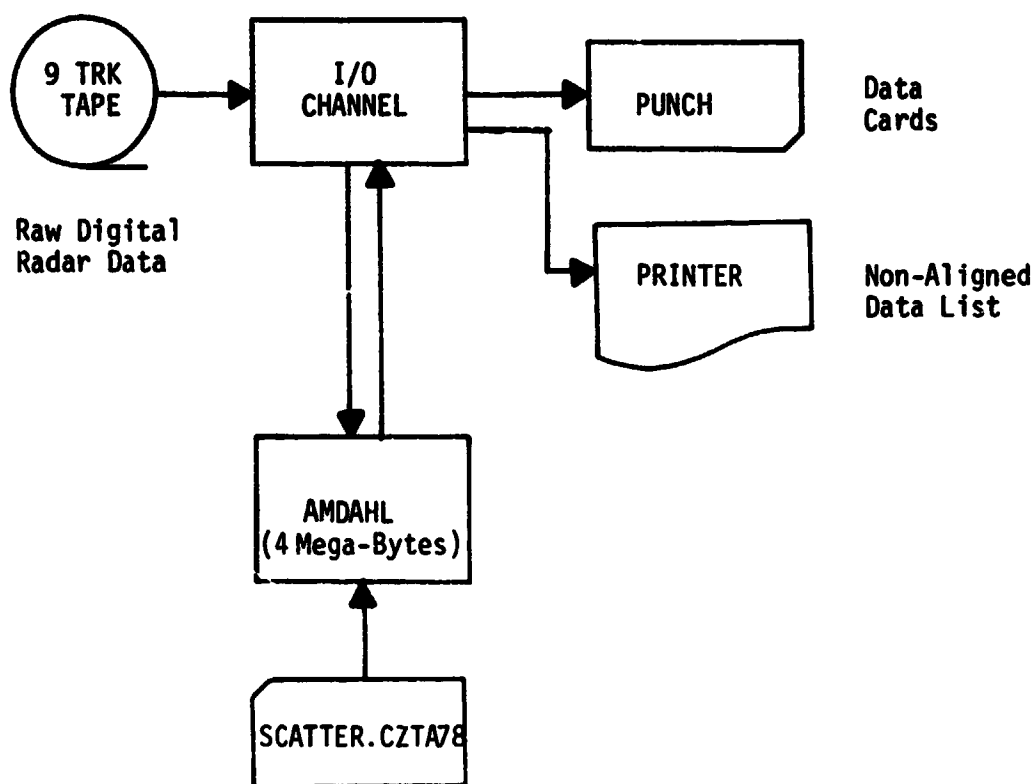 9 TRK
TAPE
I/O
CHANNEL
PUNCH
Data
Cards
Raw Digital
Radar Data
PRINTER
Non-Aligned
Data List
AMDAHL
(4 Mega-Bytes)
SCATTER.CZTA78